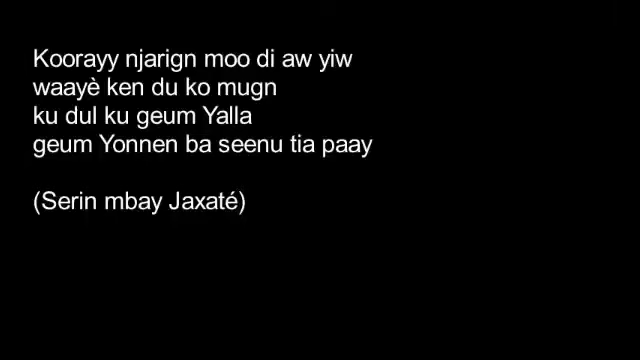 Koorayy njarign moo di aw yiw
waayè ken du ko mugn
ku dul ku geum Yalla
geum Yonnen ba seenu tia paay
(Serin mbay Jaxaté)